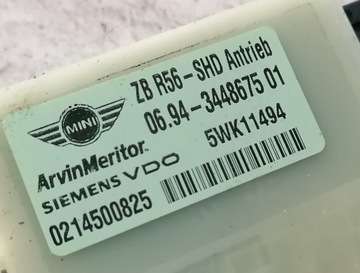 ZB R56-SHD Antrieb
06.94-3448675 01
MINI
5WK11494
ArvinMeritor.
SIEMENS VDO
0214500825